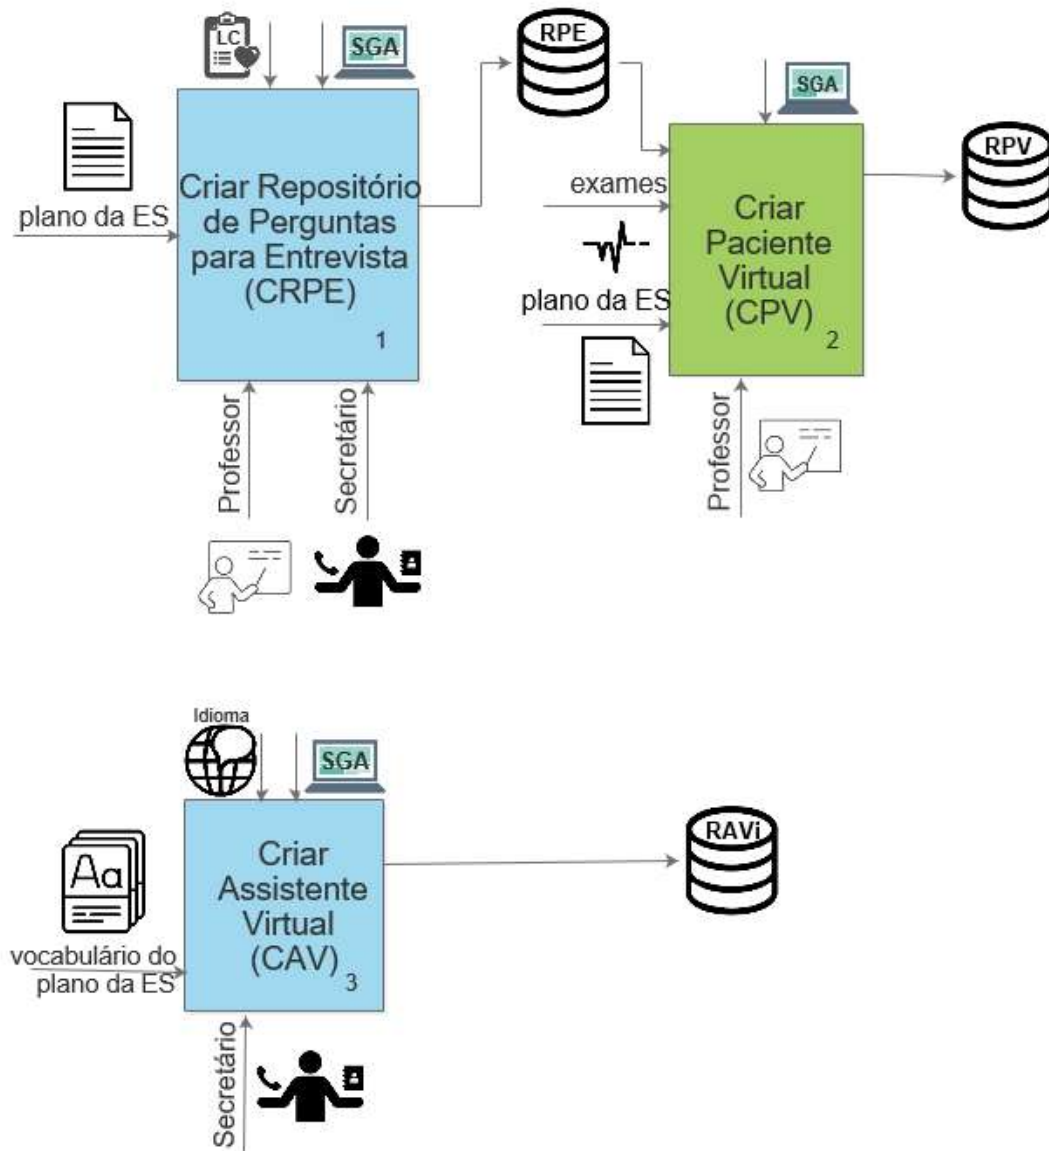 LC
SGA
plano da ES
Criar Repositório
de Perguntas
para Entrevista
(CRPE)
1
Professor
Secretário
RPE
SGA
exames
plano da ES
Criar
Paciente
Virtual
(CPV)
2
Professor
RPV
Idioma
SGA
Aa
vocabulário do
plano da ES
Criar
Assistente
Virtual
(CAV)
3
Secretário
RAVi